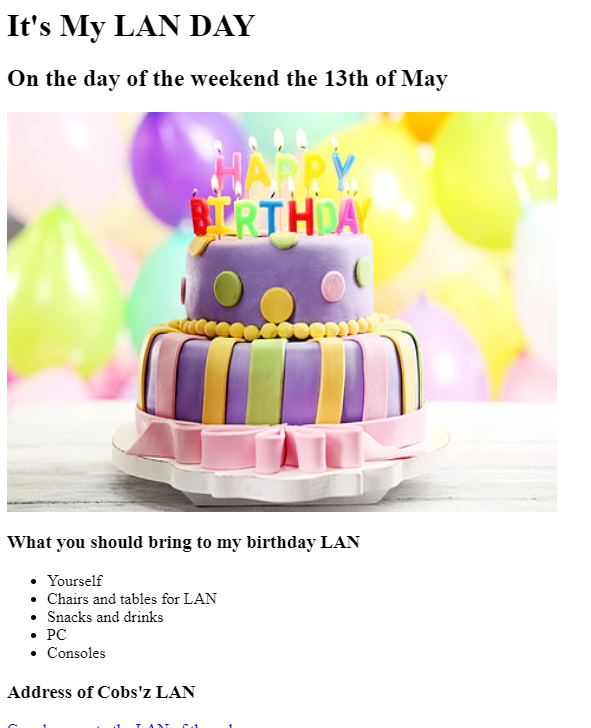 It's My LAN DAY
On the day of the weekend the 13th of May
HAPPY
BIRTHDAY
What you should bring to my birthday LAN
Yourself
Chairs and tables for LAN
Snacks and drinks
PC
Consoles
Address of Cobs'z LAN